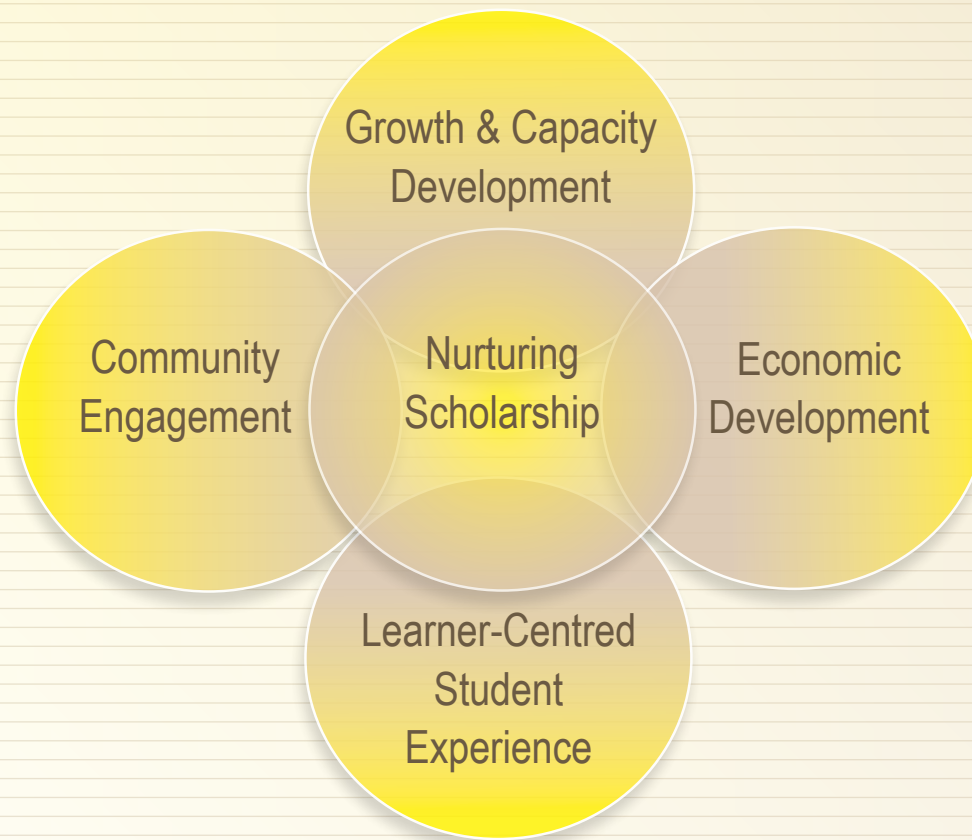 Growth & Capacity
Development
Community
Engagement
Nurturing
Scholarship
Economic
Development
Learner-Centred
Student
Experience